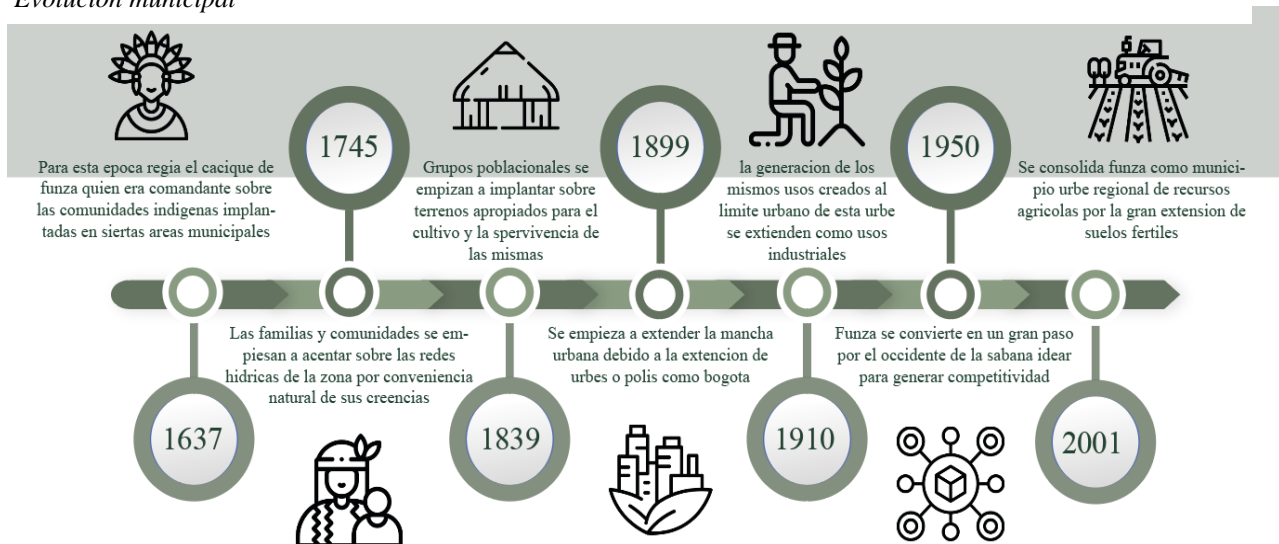 Evolución municipal
Para esta epoca regia el cacique de
funza quien era comandante sobre
las comunidades indigenas implan-
tadas en siertas areas municipales
1637
1745
Las familias y comunidades se em-
piesan a acentar sobre las redes
hidricas de la zona por conveniencia
natural de sus creencias
Grupos poblacionales se
empizan a implantar sobre
terrenos apropiados para el
cultivo y la spervivencia de
las mismas
1839
1899
Se empieza a extender la mancha
urbana debido a la extencion de
urbes o polis como bogota
la generacion de los
mismos usos creados al
limite urbano de esta urbe
se extienden como usos
industriales
1910
1950
Funza se convierte en un gran paso
por el occidente de la sabana idear
para generar competitividad
Se consolida funza como munici-
pio urbe regional de recursos
agricolas por la gran extension de
suelos fertiles
2001